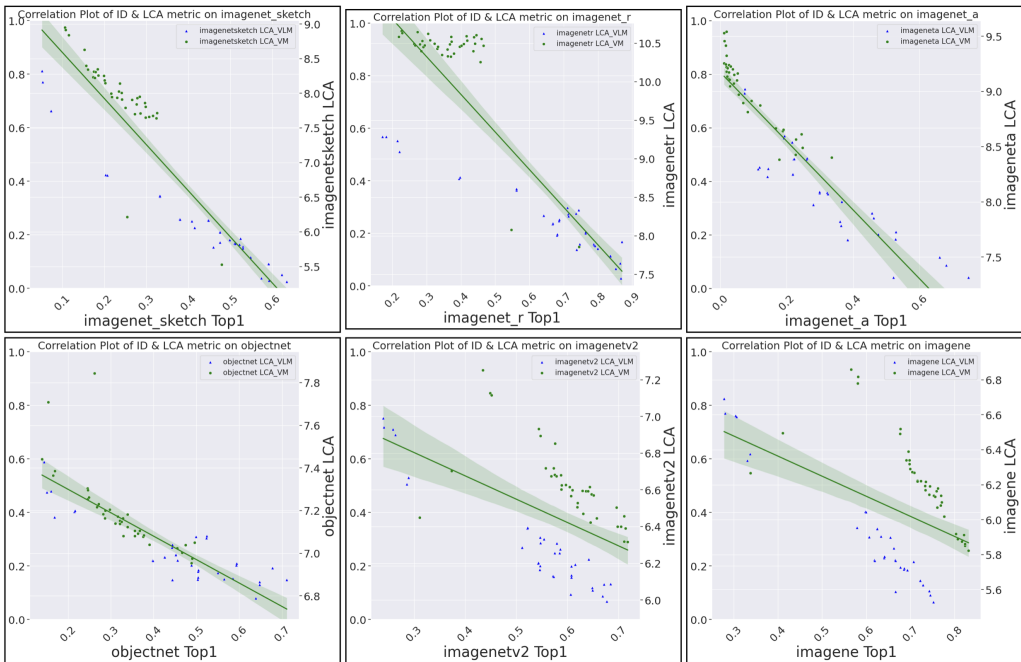 Correlation Plot of ID & LCA metric on imagenet_sketch
imagenetsketch LCA_VLM
imagenetsketch LCA_VM
1.0
0.8
0.6
0.4
0.2
0.0
9.0
8.5
8.0
7.5
7.0
6.5
6.0
5.5
imagenetsketch LCA
0.1 0.2 0.3 0.4 0.5 0.6
imagenet_sketch Top1
Correlation Plot of ID & LCA metric on imagenet_r
imagenetr LCA_VLM
imagenetr LCA_VM
1.0
0.8
0.6
0.4
0.2
0.0
10.5
10.0
9.5
9.0
8.5
8.0
7.5
imagenetr LCA
0.2 0.3 0.4 0.5 0.6 0.7 0.8 0.9
imagenet_r Top1
Correlation Plot of ID & LCA metric on imagenet_a
imageneta LCA_VLM
imageneta LCA_VM
1.0
0.8
0.6
0.4
0.2
0.0
9.5
9.0
8.5
8.0
7.5
imageneta LCA
0.0 0.2 0.4 0.6
imagenet_a Top1
Correlation Plot of ID & LCA metric on objectnet
objectnet LCA_VLM
objectnet LCA_VM
1.0
0.8
0.6
0.4
0.2
0.0
7.8
7.6
7.4
7.2
7.0
6.8
objectnet LCA
0.2 0.3 0.4 0.5 0.6 0.7
objectnet Top1
Correlation Plot of ID & LCA metric on imagenetv2
imagenetv2 LCA_VLM
imagenetv2 LCA_VM
1.0
0.8
0.6
0.4
0.2
0.0
7.2
7.0
6.8
6.6
6.4
6.2
6.0
imagenetv2 LCA
0.3 0.4 0.5 0.6 0.7
imagenetv2 Top1
Correlation Plot of ID & LCA metric on imagene
imagene LCA_VLM
imagene LCA_VM
1.0
0.8
0.6
0.4
0.2
0.0
6.8
6.6
6.4
6.2
6.0
5.8
5.6
imagene LCA
0.3 0.4 0.5 0.6 0.7 0.8
imagene Top1